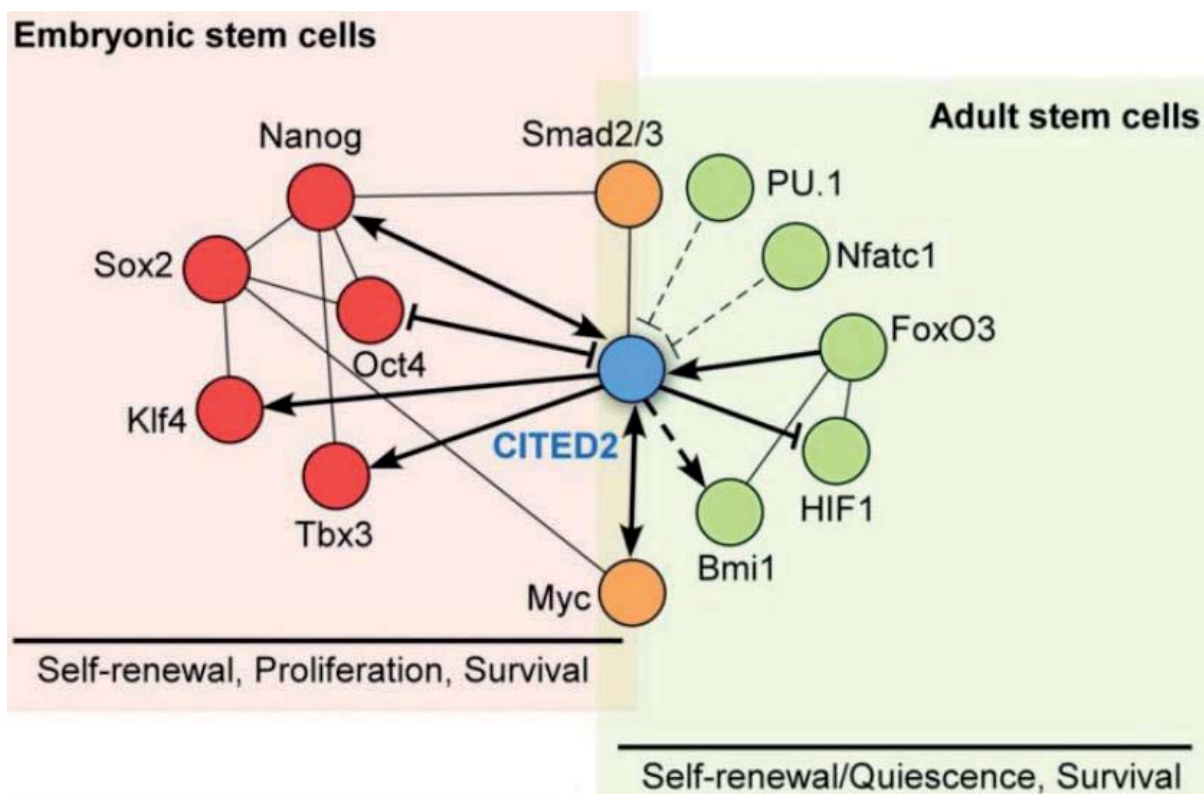 Embryonic stem cells
Adult stem cells
Nanog
Smad2/3
PU.1
Sox2
Nfatc1
FoxO3
Oct4
Klf4
CITED2
HIF1
Tbx3
Bmi1
Myc
Self-renewal, Proliferation, Survival
Self-renewal/Quiescence, Survival